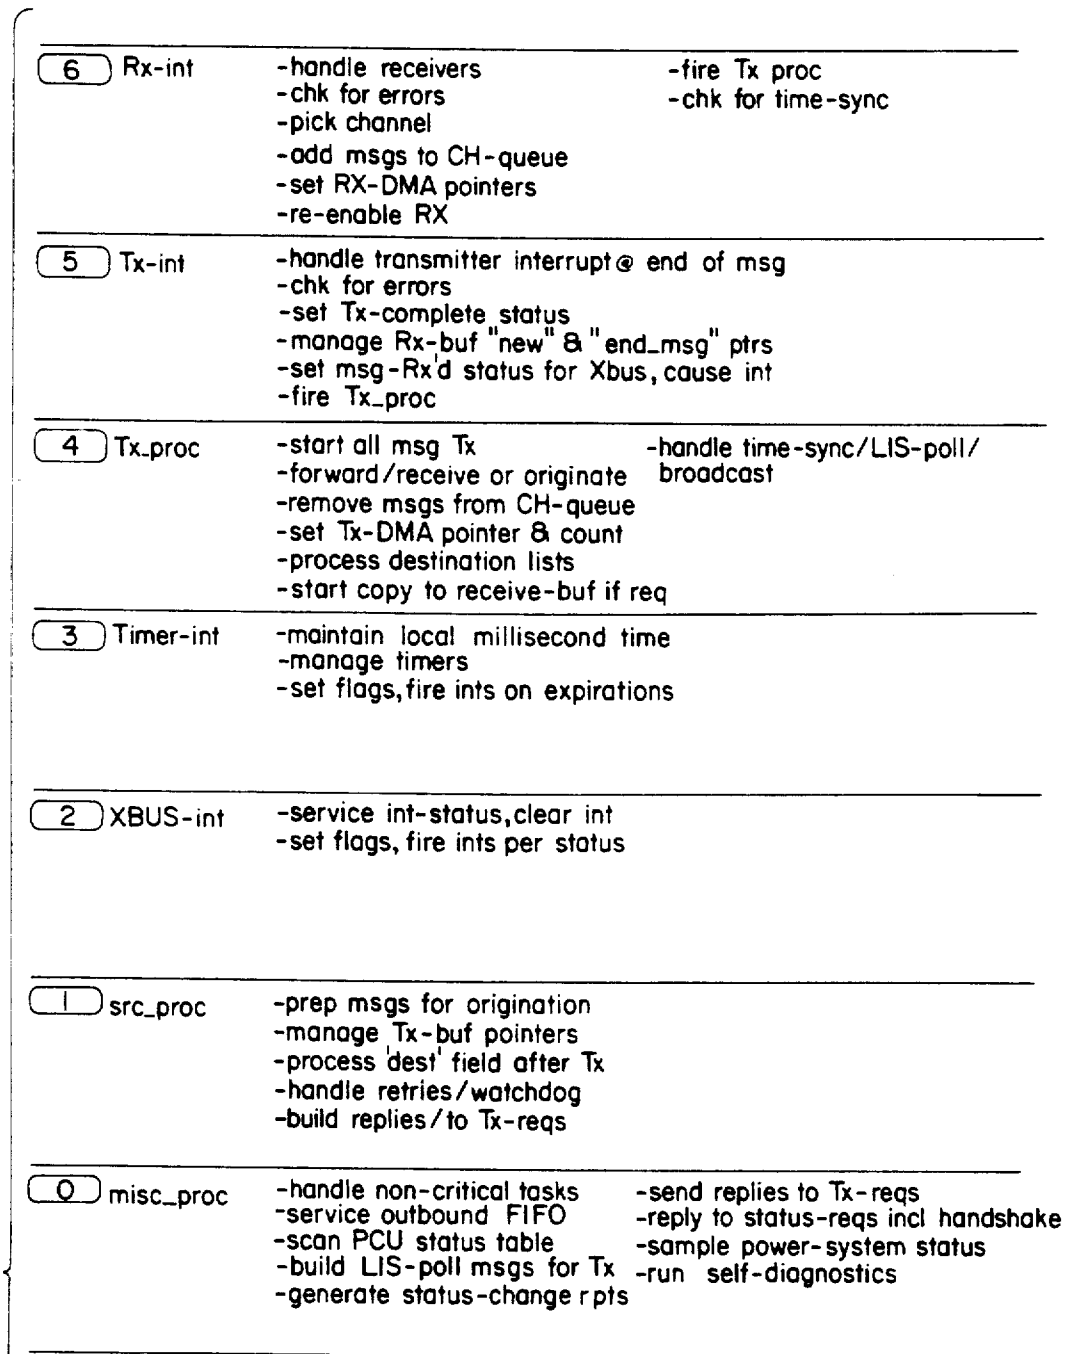 6 Rx-int
-handle receivers
-chk for errors
-pick channel
-add msgs to CH-queue
-set RX-DMA pointers
-re-enable RX
-fire Tx proc
-chk for time-sync
5 Tx-int
-handle transmitter interrupt @ end of msg
-chk for errors
-set Tx-complete status
-manage Rx-buf "new" & "end_msg" ptrs
-set msg-Rx'd status for Xbus, cause int
-fire Tx_proc
4 Tx_proc
-start all msg Tx
-forward/receive or originate
-remove msgs from CH-queue
-set Tx-DMA pointer & count
-process destination lists
-start copy to receive-buf if req
-handle time-sync/LIS-poll/
broadcast
3 Timer-int
-maintain local millisecond time
-manage timers
-set flags, fire ints on expirations
2 XBUS-int
-service int-status, clear int
-set flags, fire ints per status
1 src_proc
-prep msgs for origination
-manage Tx-buf pointers
-process 'dest' field after Tx
-handle retries/watchdog
-build replies/to Tx-reqs
0 misc_proc
-handle non-critical tasks
-service outbound FIFO
-scan PCU status table
-build LIS-poll msgs for Tx
-generate status-change rpts
-send replies to Tx-reqs
-reply to status-reqs incl handshake
-sample power-system status
-run self-diagnostics